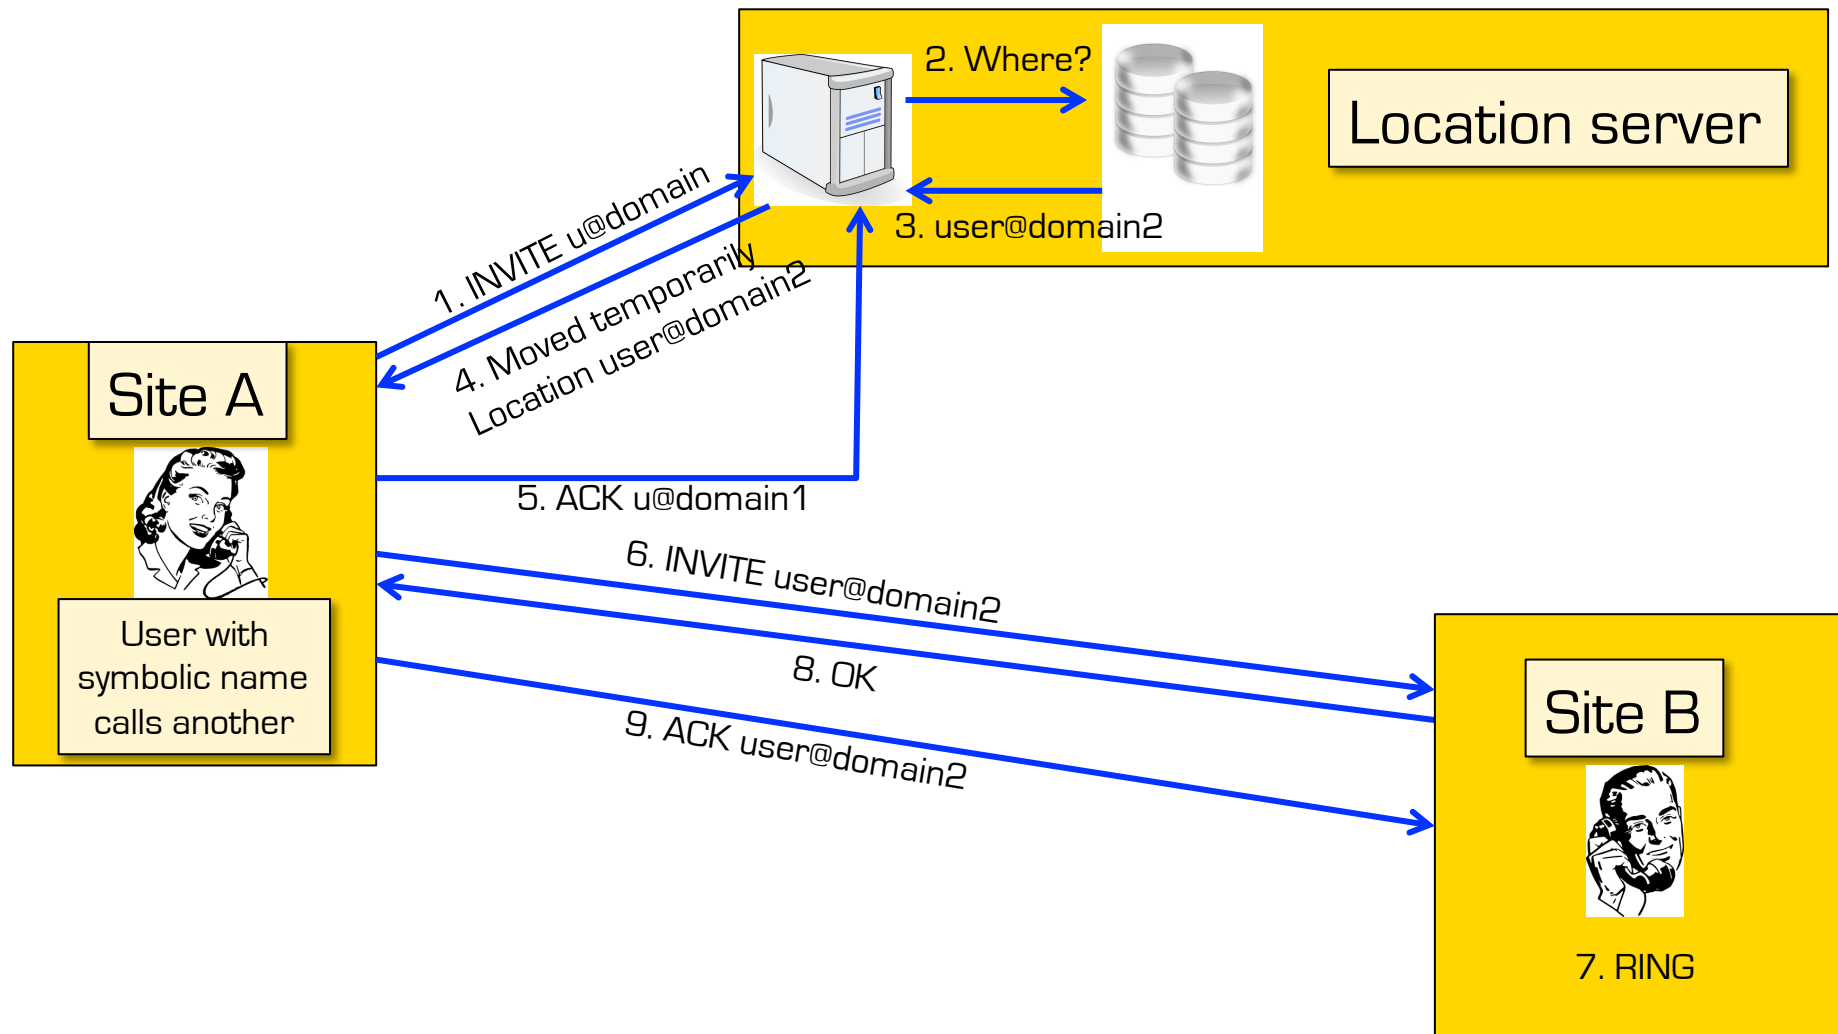 2. Where?
Location server
3. user@domain2
1. INVITE u@domain
4. Moved temporarily
Location user@domain2
Site A
5. ACK u@domain1
6. INVITE user@domain2
User with
symbolic name
calls another
8. OK
9. ACK user@domain2
Site B
7. RING